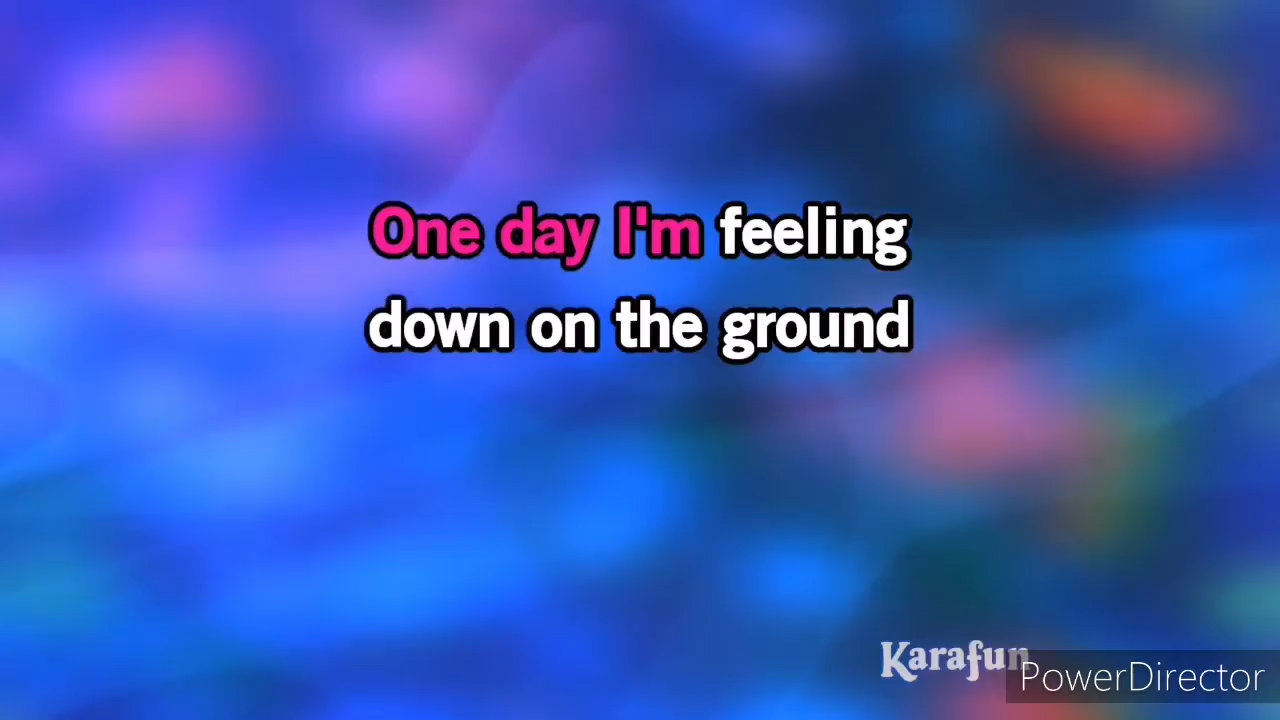 One day I'm feeling
down on the ground
Karafun
PowerDirector